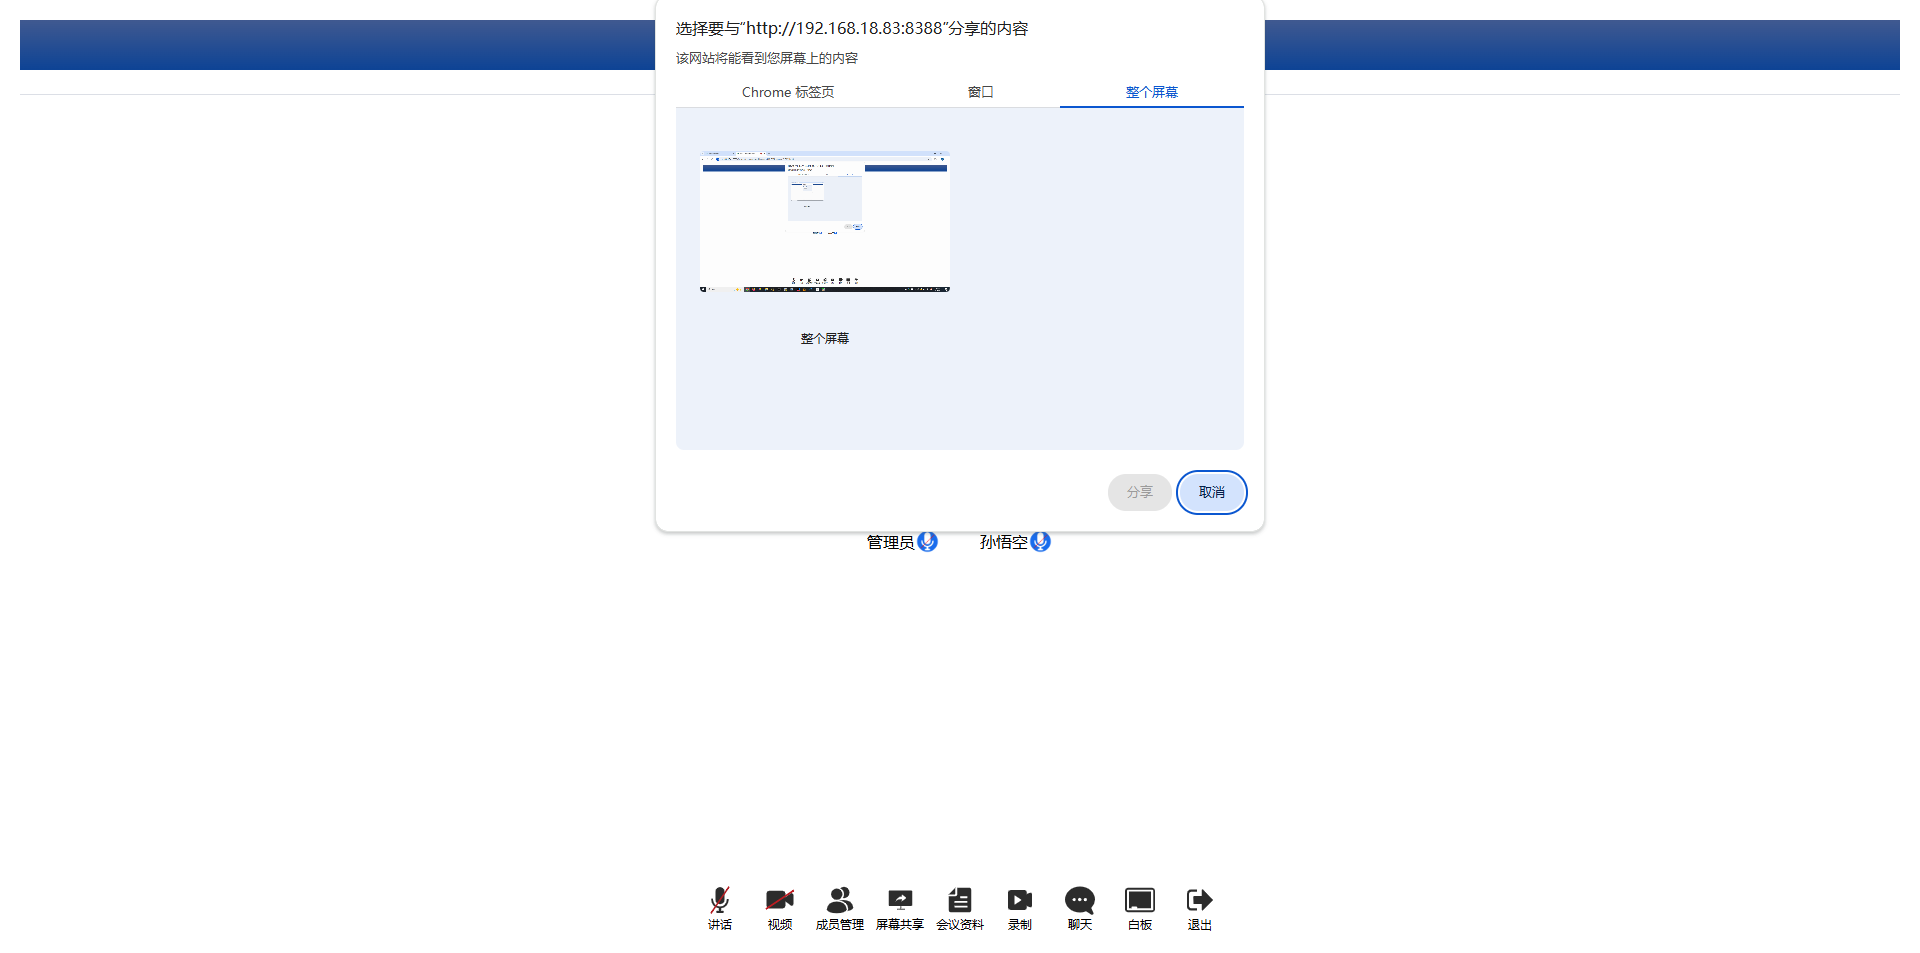 选择要与“http://192.168.18.83:8388”分享的内容
该网站将能看到您屏幕上的内容
Chrome 标签页
窗口
整个屏幕
整个屏幕
分享
取消
管理员
孙悟空
讲话
视频
成员管理
屏幕共享
会议资料
录制
聊天
白板
退出